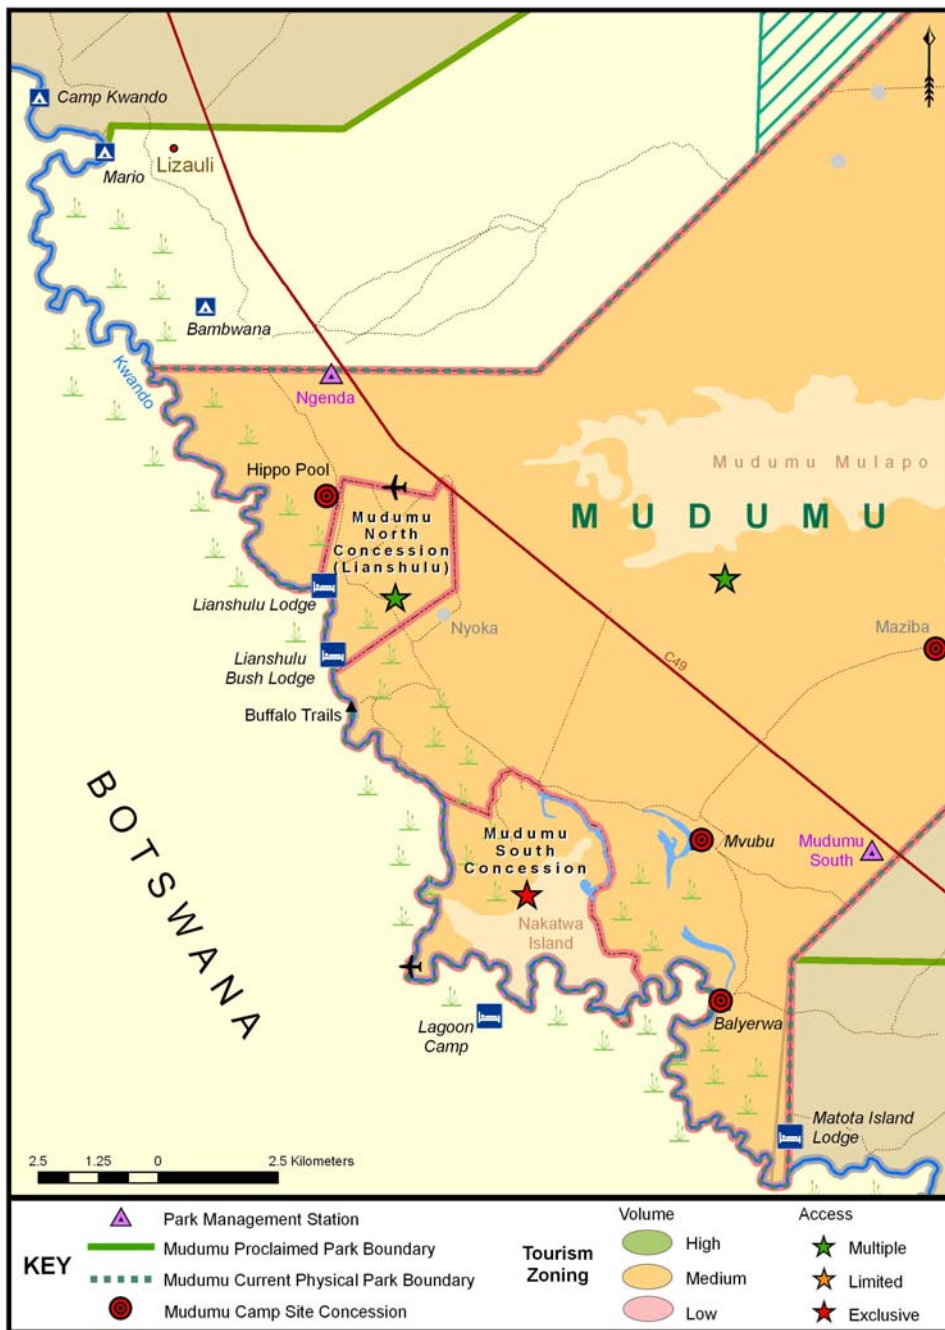 Camp Kwando
Lizauli
Mario
Bambwana
Kwando
Ngenda
Hippo Pool
Mudumu Mulapo
M U D U M U
Mudumu
North
Concession
(Lianshulu)
Lianshulu Lodge
Nyoka
Maziba
Lianshulu
Bush Lodge
C49
Buffalo Trails
BOTSWANA
Mudumu
South
Concession
Mvubu
Mudumu
South
Nakatwa
Island
Lagoon
Camp
Balyerwa
Matota Island
Lodge
2.5 1.25 0 2.5 Kilometers
KEY
Park Management Station
Mudumu Proclaimed Park Boundary
Mudumu Current Physical Park Boundary
Mudumu Camp Site Concession
Tourism
Zoning
Volume
High
Medium
Low
Access
Multiple
Limited
Exclusive